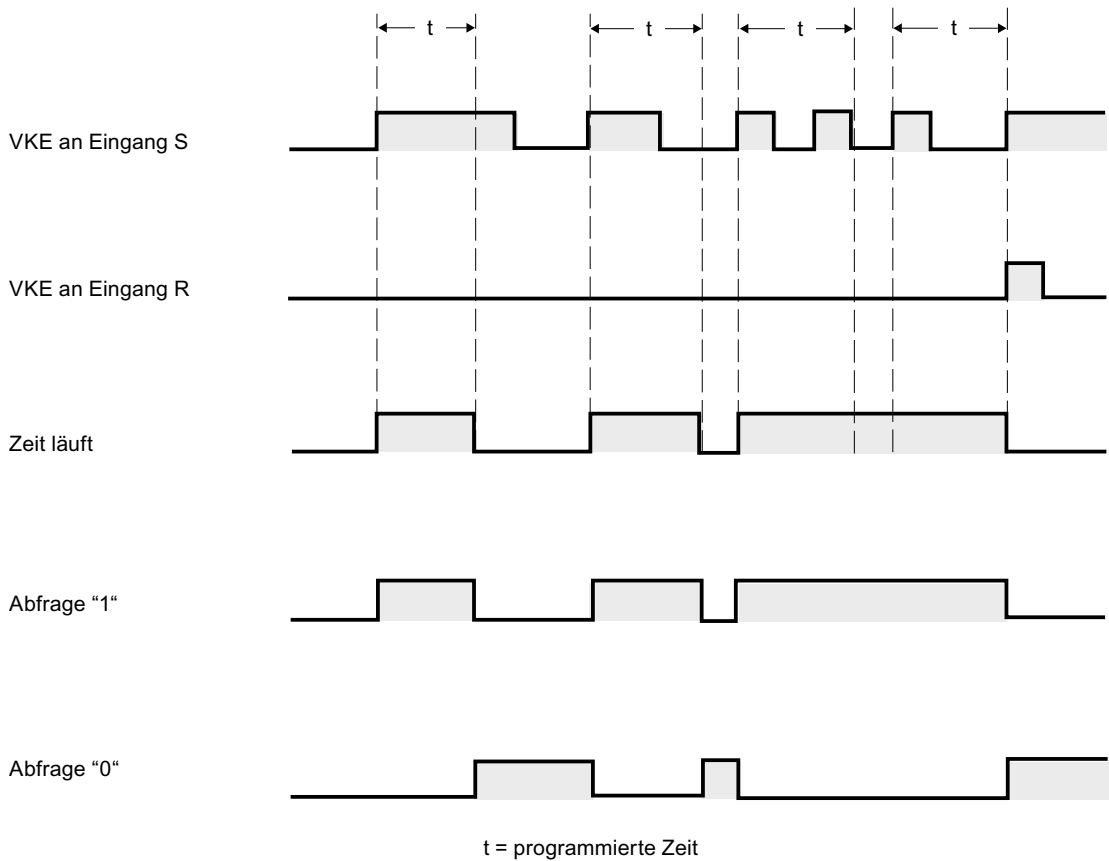 t t t t
VKE an Eingang S
VKE an Eingang R
Zeit läuft
Abfrage “1“
Abfrage “0“
t = programmierte Zeit